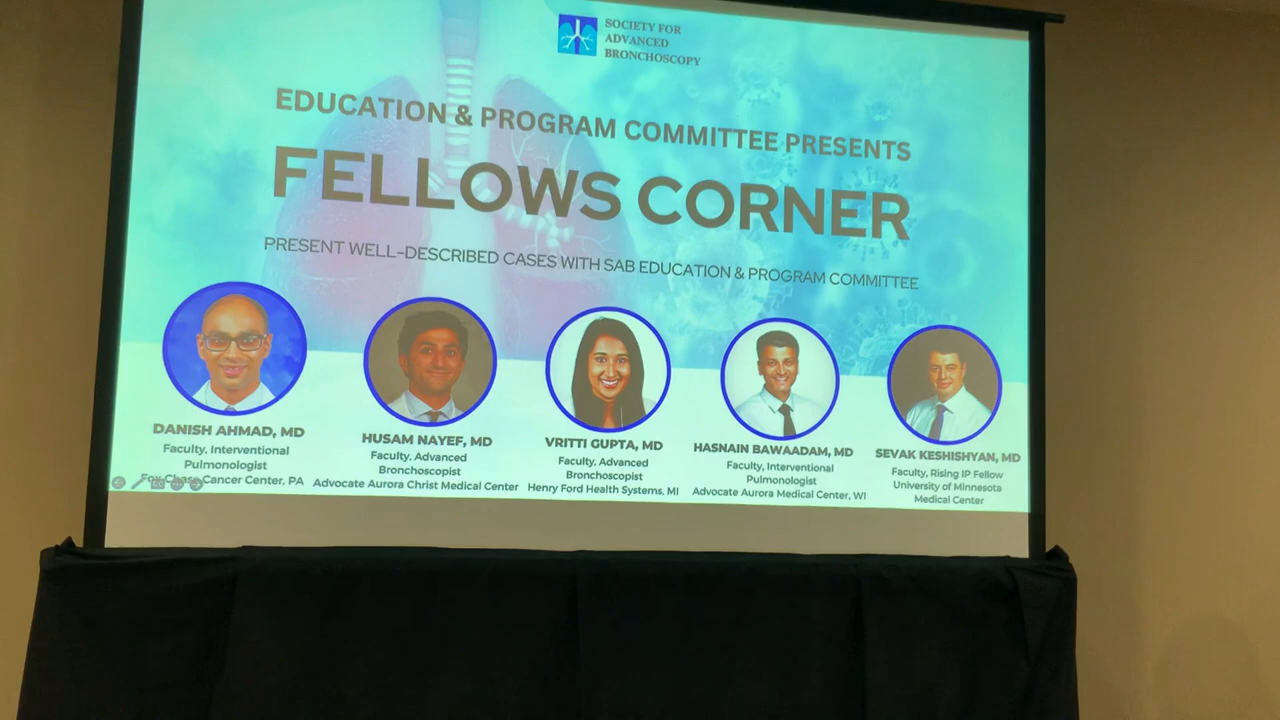 SOCIETY FOR
ADVANCED
BRONCHOSCOPY
EDUCATION & PROGRAM COMMITTEE PRESENTS
FELLOWS CORNER
PRESENT WELL-DESCRIBED CASES WITH SAB EDUCATION & PROGRAM COMMITTEE
DANISH AHMAD, MD
Faculty, Interventional
Pulmonologist
Fox Chase Cancer Center, PA
HUSAM NAYEF, MD
Faculty, Advanced
Bronchoscopist
Advocate Aurora Christ Medical Center
VRITTI GUPTA, MD
Faculty, Advanced
Bronchoscopist
Henry Ford Health Systems, MI
HASNAIN BAWAADAM, MD
Faculty, Interventional
Pulmonologist
Advocate Aurora Medical Center, WI
SEVAK KESHISHYAN, MD
Faculty, Rising IP Fellow
University of Minnesota
Medical Center